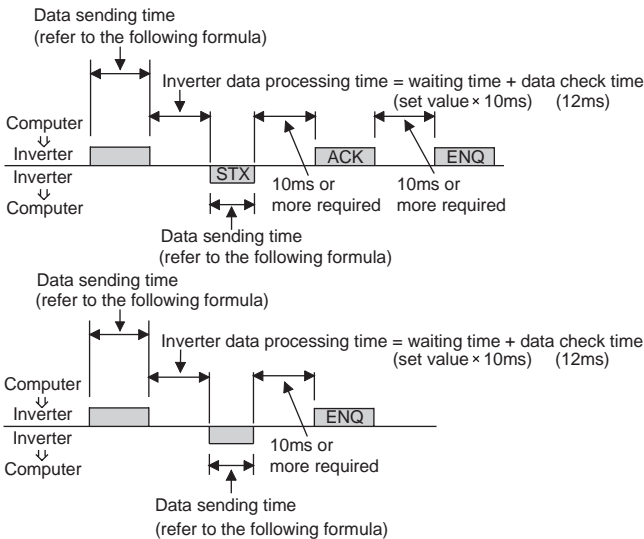 Data sending time
(refer to the following formula)
Inverter data processing time = waiting time + data check time
(set value × 10ms) (12ms)
Computer
⇩
Inverter
ACK
ENQ
Inverter
⇩
Computer
STX
10ms or
more required
10ms or
more required
Data sending time
(refer to the following formula)
Data sending time
(refer to the following formula)
Inverter data processing time = waiting time + data check time
(set value × 10ms) (12ms)
Computer
⇩
Inverter
ENQ
Inverter
⇩
Computer
10ms or
more required
Data sending time
(refer to the following formula)